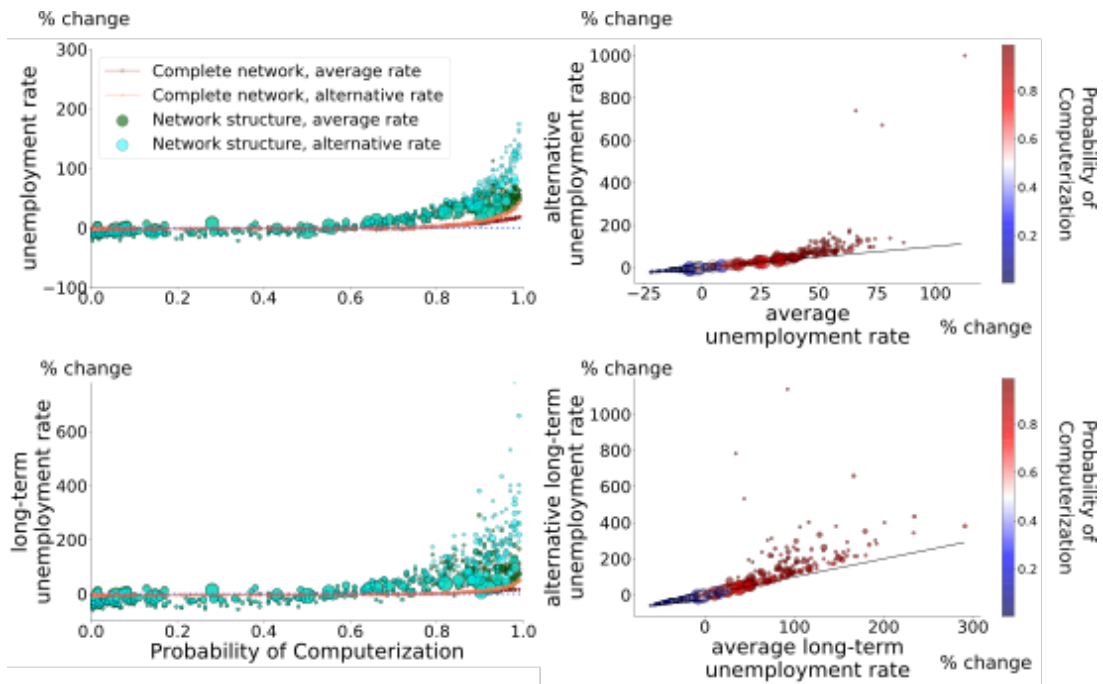 % change
unemployment rate
300
200
100
0
−100
0.0 0.2 0.4 0.6 0.8 1.0
Complete network, average rate
Complete network, alternative rate
Network structure, average rate
Network structure, alternative rate
% change
alternative
unemployment rate
1000
800
600
400
200
0
−25 0 25 50 75 100
average
unemployment rate
% change
0.8
0.6
0.4
0.2
Probability of
Computerization
% change
long-term
unemployment rate
600
400
200
0
0.0 0.2 0.4 0.6 0.8 1.0
Probability of Computerization
% change
alternative long-term
unemployment rate
1000
800
600
400
200
0
0 100 200 300
average long-term
unemployment rate
% change
0.8
0.6
0.4
0.2
Probability of
Computerization